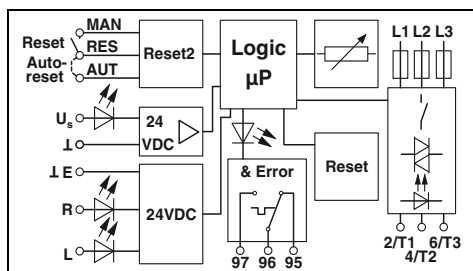 MAN
Reset
RES
Auto-
reset
AUT
Reset2
Logic
µP
L1 L2 L3
Us
24
VDC
⊥
⊥ E
R
L
24VDC
& Error
Reset
97 96 95
2/T1 6/T3
4/T2